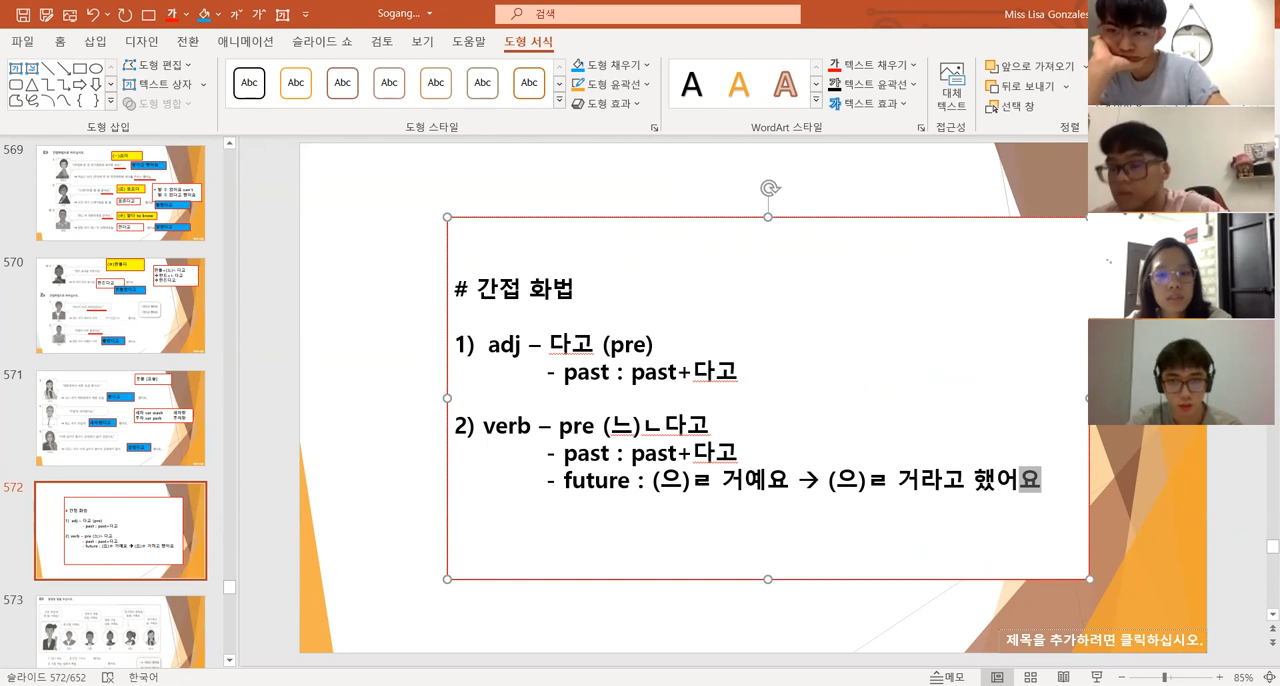 Sogang...
검색
Miss Lisa Gonzales
파일 홈 삽입 디자인 전환 애니메이션 슬라이드 쇼 검토 보기 도움말 도형 서식
도형 편집
텍스트 상자
도형 병합
도형 삽입
Abc Abc Abc Abc Abc Abc Abc
도형 채우기
도형 윤곽선
도형 효과
도형 스타일
A A A
텍스트 채우기
텍스트 윤곽선
텍스트 효과
WordArt 스타일
대체
텍스트
접근성
앞으로 가져오기
뒤로 보내기
선택 창
정렬
569
570
571
572
573
# 간접 화법
1) adj – 다고 (pre)
- past : past+다고
2) verb – pre (느)ㄴ다고
- past : past+다고
- future : (으)ㄹ 거예요 → (으)ㄹ 거라고 했어요
제목을 추가하려면 클릭하십시오.
슬라이드 572/652
한국어
메모
85%